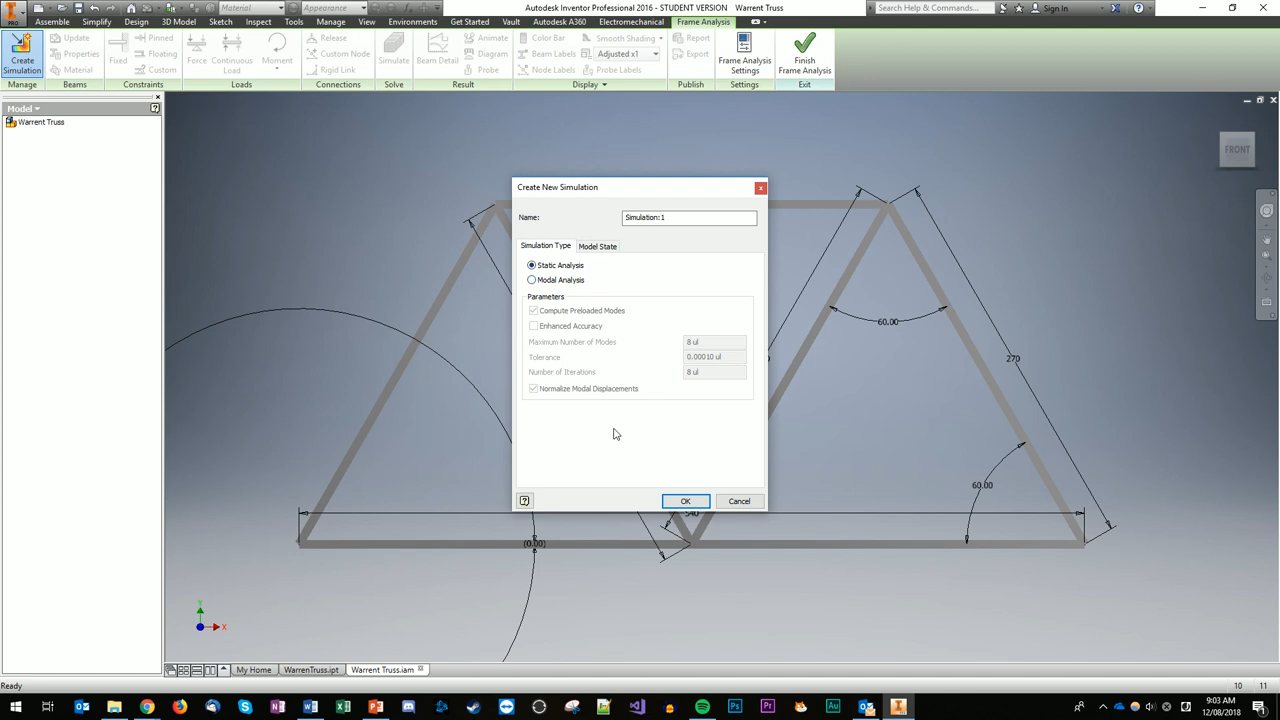 Autodesk Inventor Professional 2016 - STUDENT VERSION Warrent Truss
Material
Appearance
Search Help & Commands...
Sign In
PRO
Assemble Simplify Design 3D Model Sketch Inspect Tools Manage View Environments Get Started Vault Autodesk A360 Electromechanical Frame Analysis
Create
Simulation
Update
Properties
Material
Fixed
Pinned
Floating
Custom
Force
Continuous
Load
Moment
Release
Custom Node
Rigid Link
Simulate
Beam Detail
Animate
Diagram
Probe
Color Bar
Beam Labels
Node Labels
Smooth Shading
Adjusted x1
Probe Labels
Report
Export
Frame Analysis
Settings
Finish
Frame Analysis
Manage Beams Constraints Loads Connections Solve Result Display Publish Settings Exit
Model
Warrent Truss
FRONT
Create New Simulation
Name:
Simulation:1
Simulation Type Model State
Static Analysis
Modal Analysis
Parameters
Compute Preloaded Modes
Enhanced Accuracy
Maximum Number of Modes 8 ul
Tolerance 0.00010 ul
Number of Iterations 8 ul
Normalize Modal Displacements
OK Cancel
60.00
270
60.00
540
(0.00)
Y
X
My Home WarrenTruss.ipt Warrent Truss.iam
Ready
10 11
9:03 AM
12/08/2018